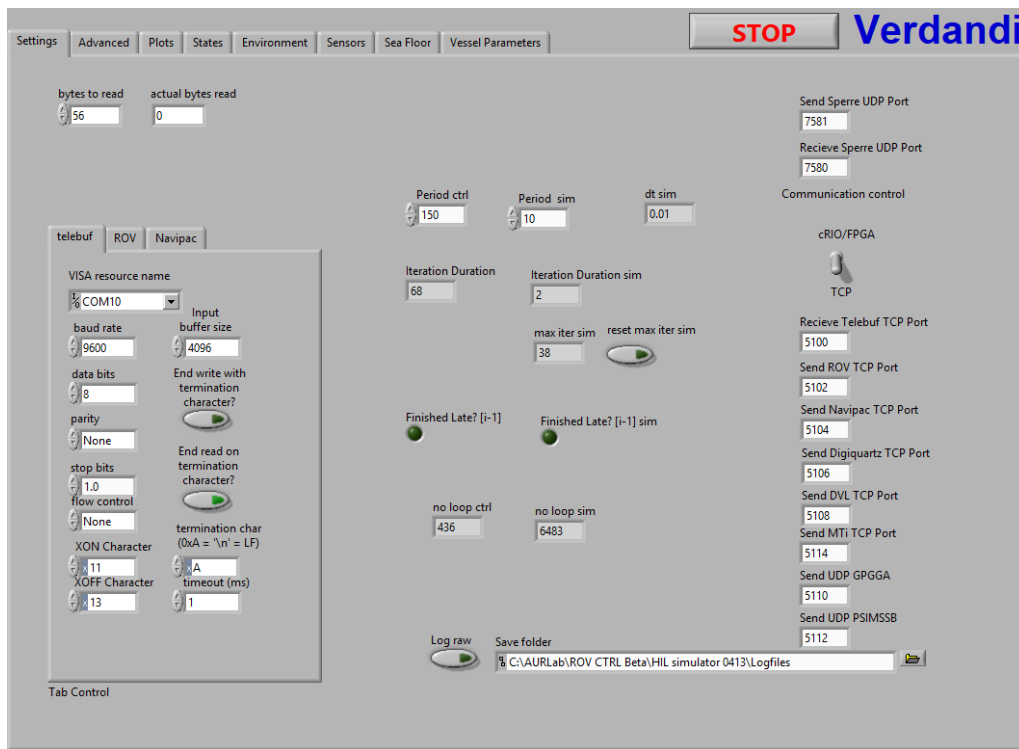 Settings
Advanced
Plots
States
Environment
Sensors
Sea Floor
Vessel Parameters
STOP
Verdandi
bytes to read
56
actual bytes read
0
Send Sperre UDP Port
7581
Recieve Sperre UDP Port
7580
Period ctrl
150
Period sim
10
dt sim
0.01
Communication control
cRIO/FPGA
TCP
telebuf
ROV
Navipac
VISA resource name
COM10
baud rate
9600
Input
buffer size
4096
data bits
8
End write with
termination
character?
parity
None
End read on
termination
character?
stop bits
1.0
flow control
None
termination char
(0xA = '\n' = LF)
XON Character
x 11
x A
XOFF Character
x 13
timeout (ms)
1
Tab Control
Iteration Duration
68
Iteration Duration sim
2
max iter sim
38
reset max iter sim
Finished Late? [i-1]
Finished Late? [i-1] sim
no loop ctrl
436
no loop sim
6483
Recieve Telebuf TCP Port
5100
Send ROV TCP Port
5102
Send Navipac TCP Port
5104
Send Digiquartz TCP Port
5106
Send DVL TCP Port
5108
Send MTi TCP Port
5114
Send UDP GPGGA
5110
Send UDP PSIMSSB
5112
Log raw
Save folder
C:\AURLab\ROV CTRL Beta\HIL simulator 0413\Logfiles